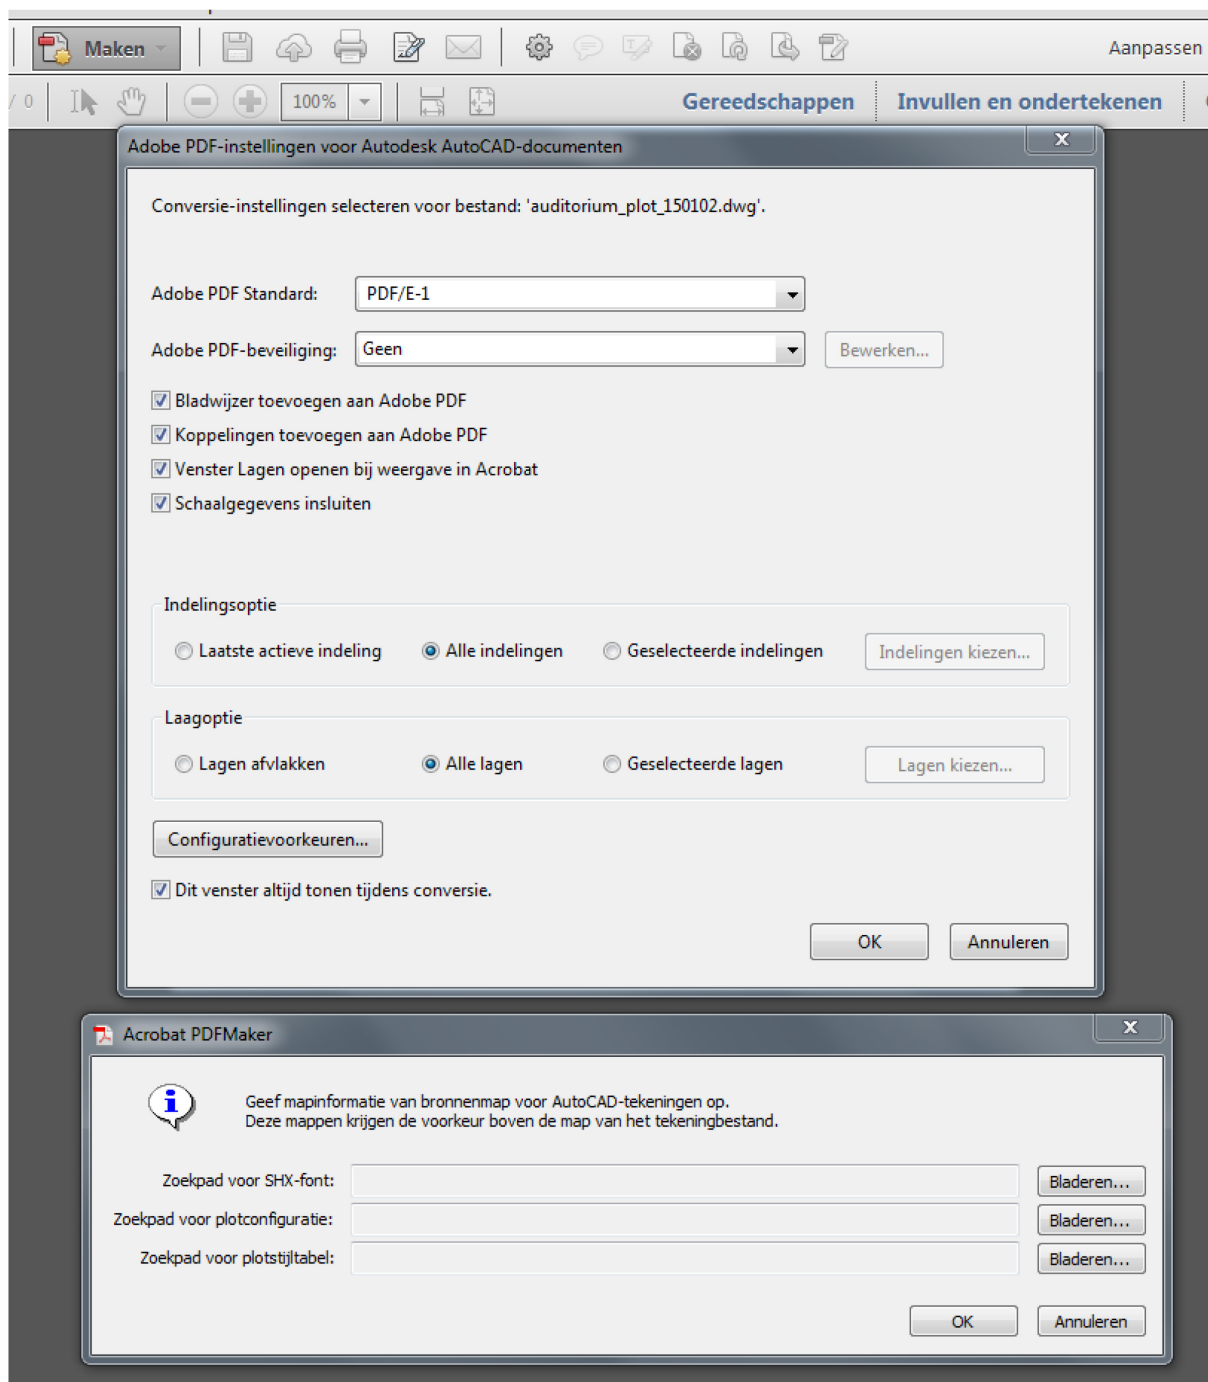 Maken
Aanpassen
/ 0
100%
Gereedschappen
Invullen en ondertekenen
Adobe PDF-instellingen voor Autodesk AutoCAD-documenten
Conversie-instellingen selecteren voor bestand: 'auditorium_plot_150102.dwg'.
Adobe PDF Standard: PDF/E-1
Adobe PDF-beveiliging: Geen Bewerken...
Bladwijzer toevoegen aan Adobe PDF
Koppelingen toevoegen aan Adobe PDF
Venster Lagen openen bij weergave in Acrobat
Schaalgegevens insluiten
Indelingsoptie
Laatste actieve indeling Alle indelingen Geselecteerde indelingen Indelingen kiezen...
Laagoptie
Lagen afvlakken Alle lagen Geselecteerde lagen Lagen kiezen...
Configuratievoorkeuren...
Dit venster altijd tonen tijdens conversie.
OK Annuleren
Acrobat PDFMaker
Geef mapinformatie van bronnenmap voor AutoCAD-tekeningen op.
Deze mappen krijgen de voorkeur boven de map van het tekeningbestand.
Zoekpad voor SHX-font: Bladeren...
Zoekpad voor plotconfiguratie: Bladeren...
Zoekpad voor plotstijltabel: Bladeren...
OK Annuleren